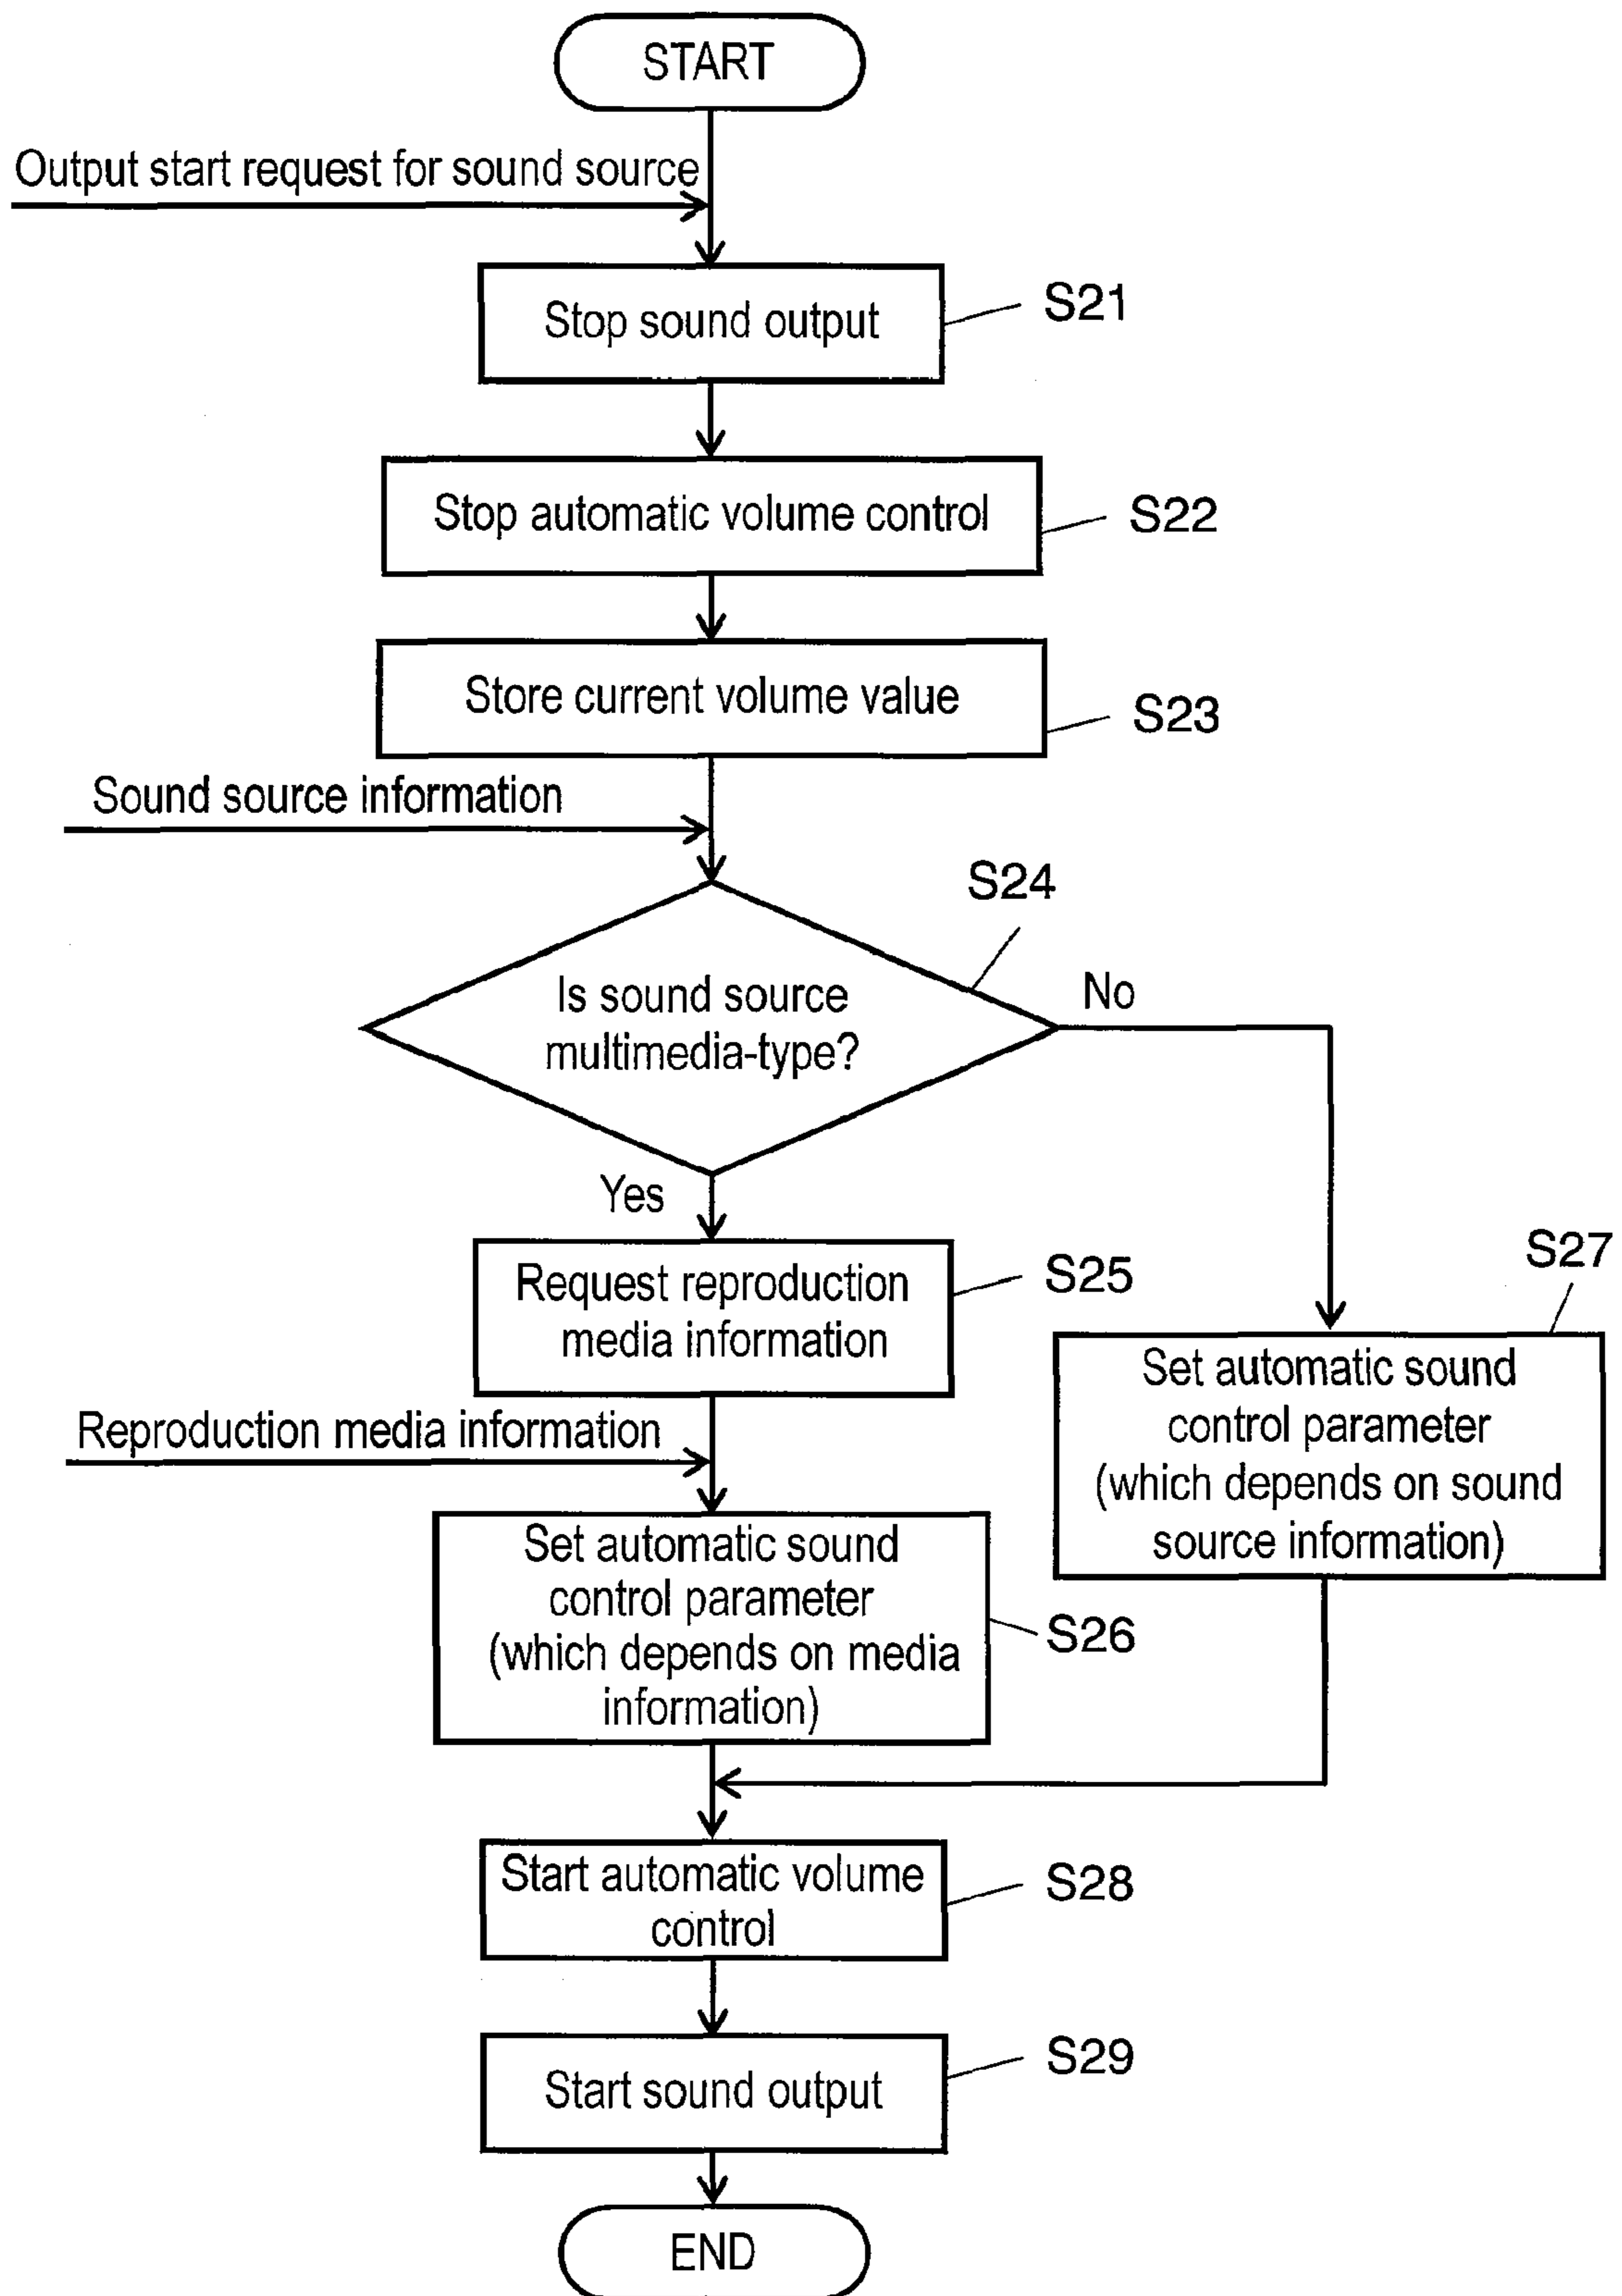 START
Output start request for sound source
Stop sound output
S21
Stop automatic volume control
S22
Store current volume value
S23
Sound source information
S24
Is sound source
multimedia-type?
No
Yes
Request reproduction
media information
S25
S27
Set automatic sound
control parameter
(which depends on sound
source information)
Reproduction media information
Set automatic sound
control parameter
(which depends on media
information)
S26
Start automatic volume
control
S28
Start sound output
S29
END